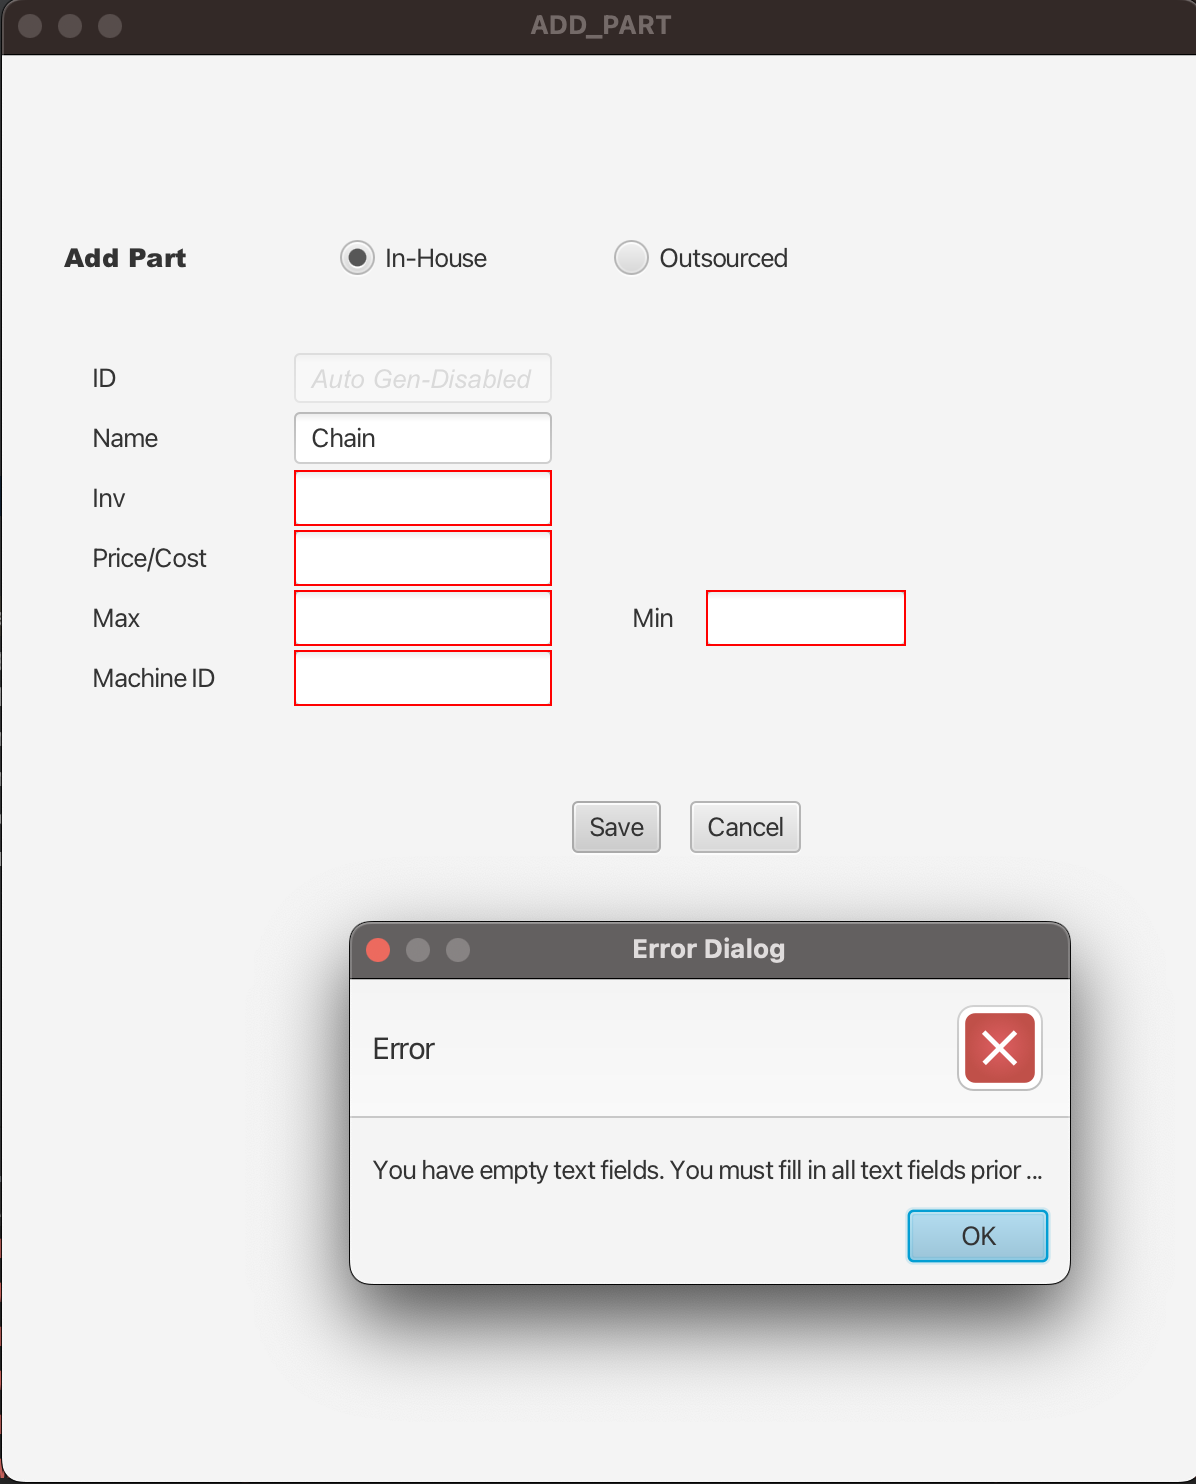 ADD_PART
Add Part In-House Outsourced
ID Auto Gen-Disabled
Name Chain
Inv
Price/Cost
Max Min
Machine ID
Save Cancel
Error Dialog
Error
You have empty text fields. You must fill in all text fields prior ...
OK